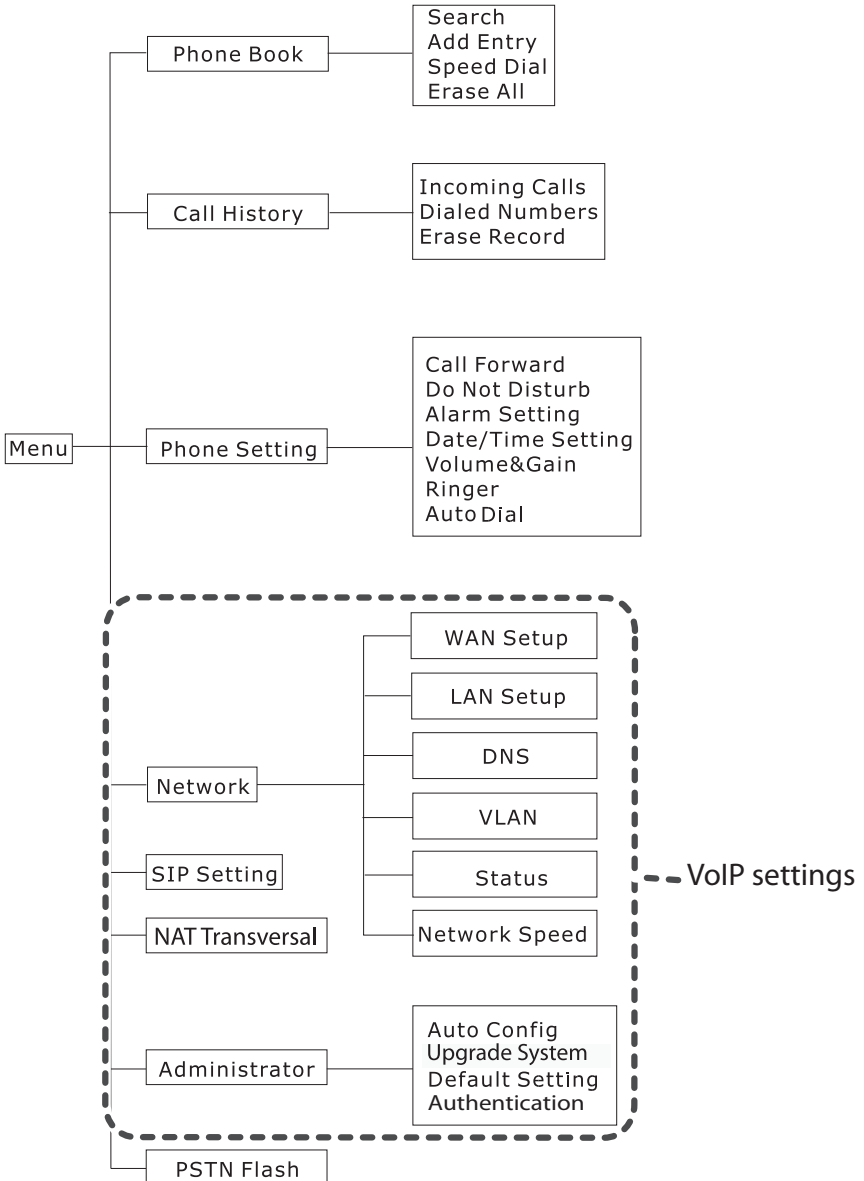 Menu
Phone Book
Search
Add Entry
Speed Dial
Erase All
Call History
Incoming Calls
Dialed Numbers
Erase Record
Phone Setting
Call Forward
Do Not Disturb
Alarm Setting
Date/Time Setting
Volume&Gain
Ringer
Auto Dial
Network
WAN Setup
LAN Setup
DNS
VLAN
Status
Network Speed
SIP Setting
NAT Transversal
Administrator
Auto Config
Upgrade System
Default Setting
Authentication
VoIP settings
PSTN Flash